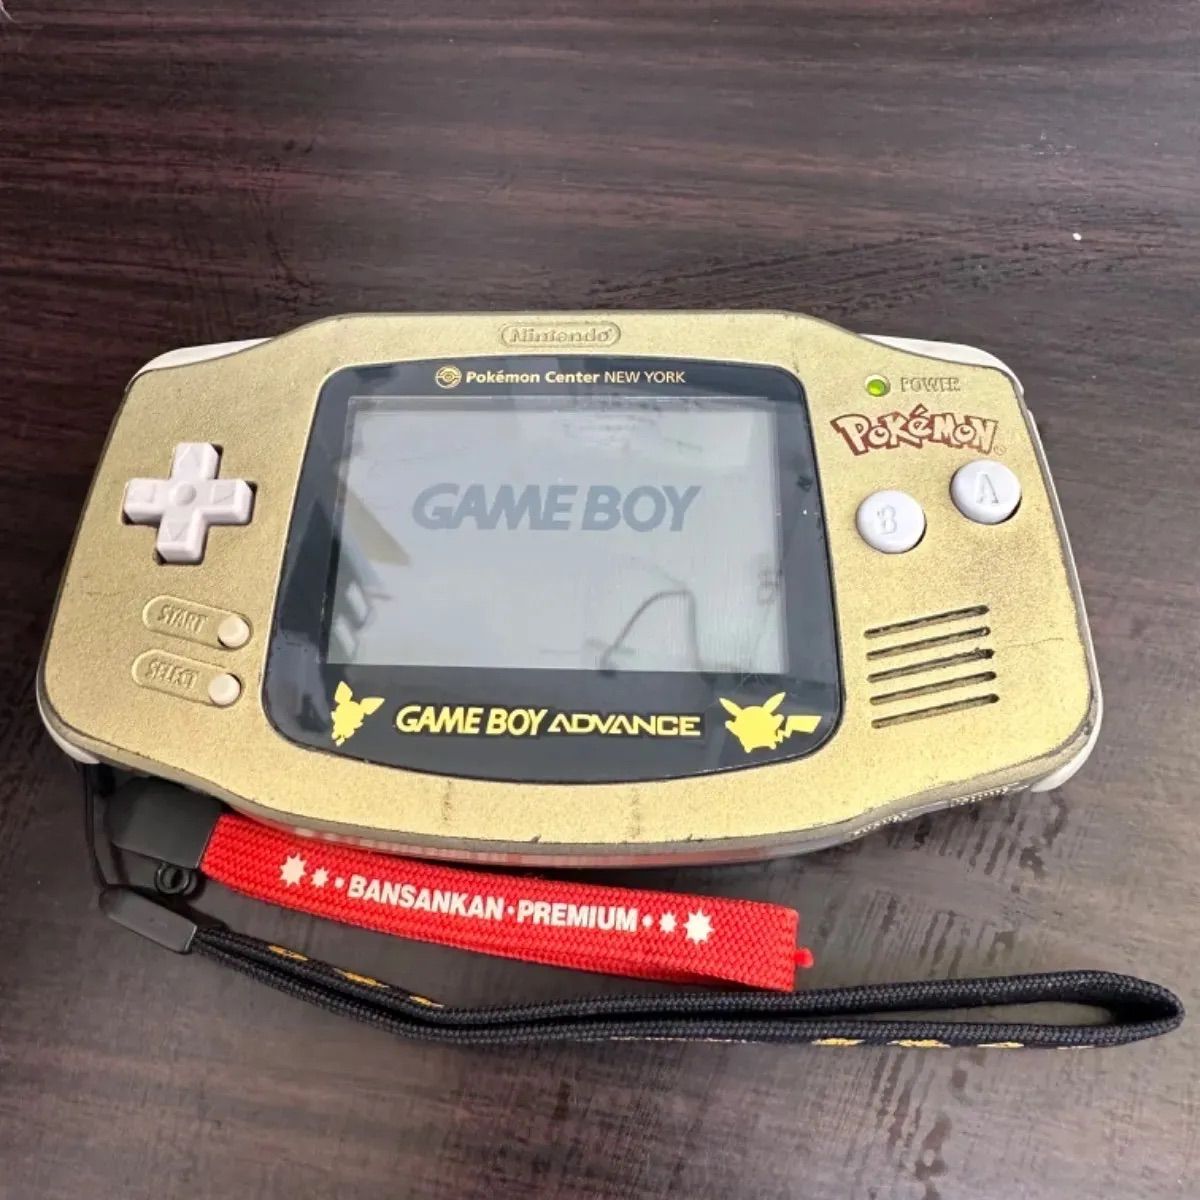 Nintendo
Pokémon Center NEW YORK
POWER
POKéMON
GAME BOY
A
B
START
SELECT
GAME BOY ADVANCE
BANSANKAN · PREMIUM